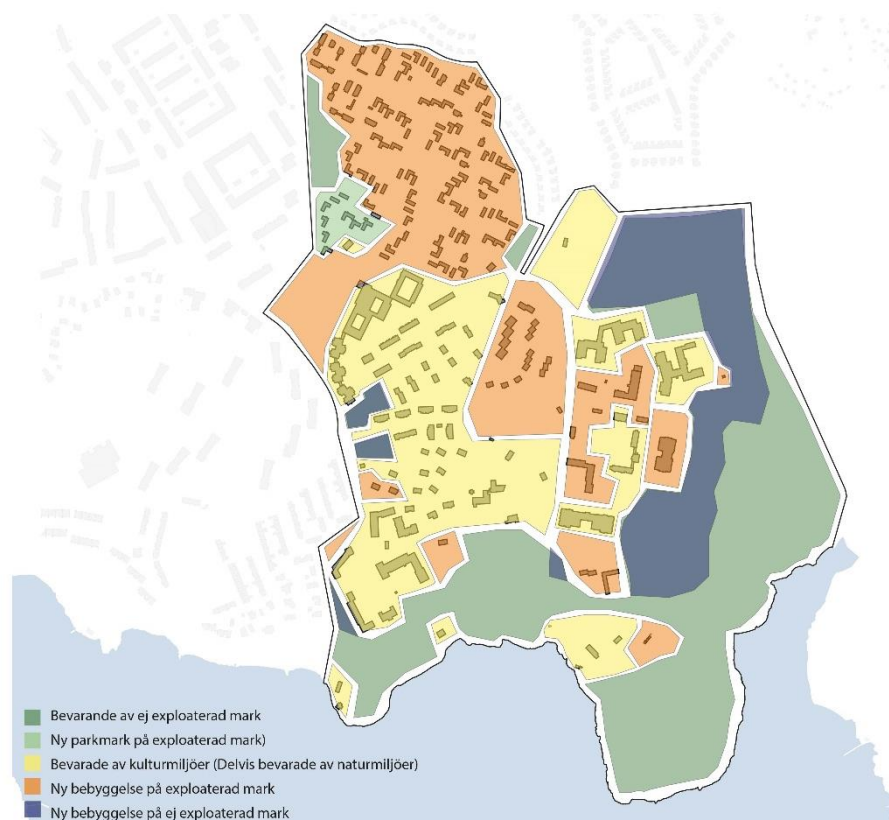 Bevarande av ej exploaterad mark
Ny parkmark på exploaterad mark)
Bevarade av kulturmiljöer (Delvis bevarade av naturmiljöer)
Ny bebyggelse på exploaterad mark
Ny bebyggelse på ej exploaterad mark